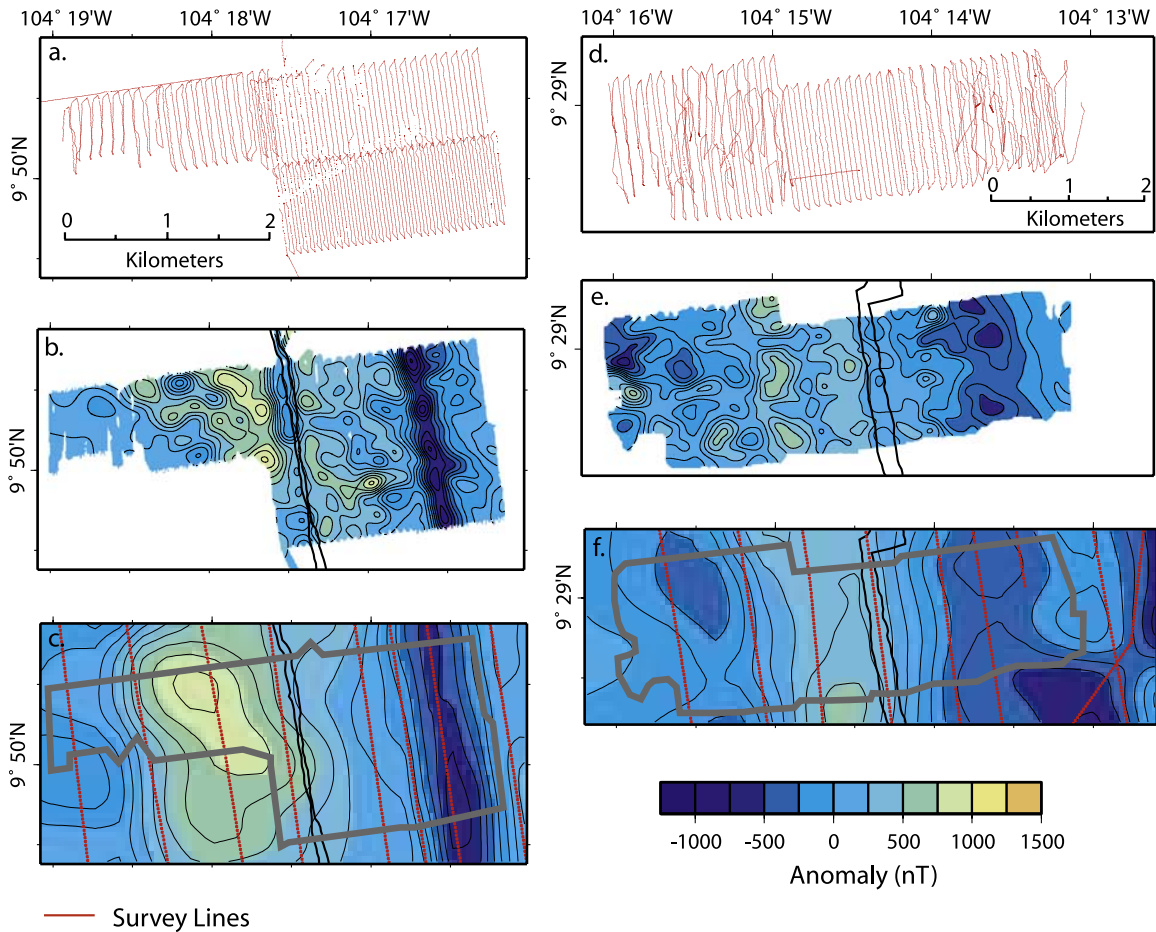 104° 19'W 104° 18'W 104° 17'W
104° 16'W 104° 15'W 104° 14'W 104° 13'W
a.
9° 50'N
0 1 2
Kilometers
d.
9° 29'N
0 1 2
Kilometers
b.
9° 50'N
e.
9° 29'N
c.
9° 50'N
f.
9° 29'N
-1000 -500 0 500 1000 1500
Anomaly (nT)
Survey Lines